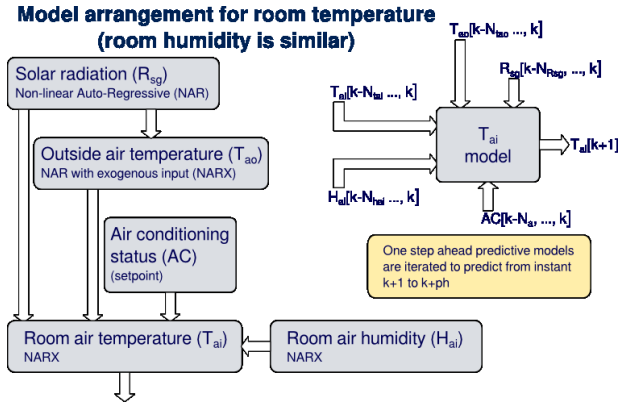 Model arrangement for room temperature
(room humidity is similar)
Solar radiation (Rsg)
Non-linear Auto-Regressive (NAR)
Outside air temperature (Tao)
NAR with exogenous input (NARX)
Air conditioning
status (AC)
(setpoint)
Room air temperature (Tai)
NARX
Room air humidity (Hai)
NARX
Tao[k-Ntao ..., k]
Rsg[k-NRsg, ..., k]
Tai[k-Ntai ..., k]
Tai
model
Tai[k+1]
Hai[k-Nhai ..., k]
AC[k-Na, ..., k]
One step ahead predictive models
are iterated to predict from instant
k+1 to k+ph